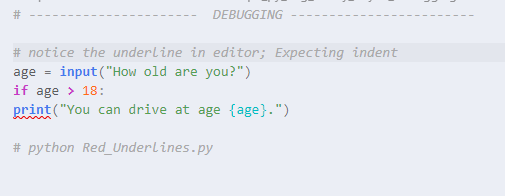 # ---------------------  DEBUGGING -----------------------
# notice the underline in editor; Expecting indent
age = input("How old are you?")
if age > 18:
print("You can drive at age {age}.")
# python Red_Underlines.py